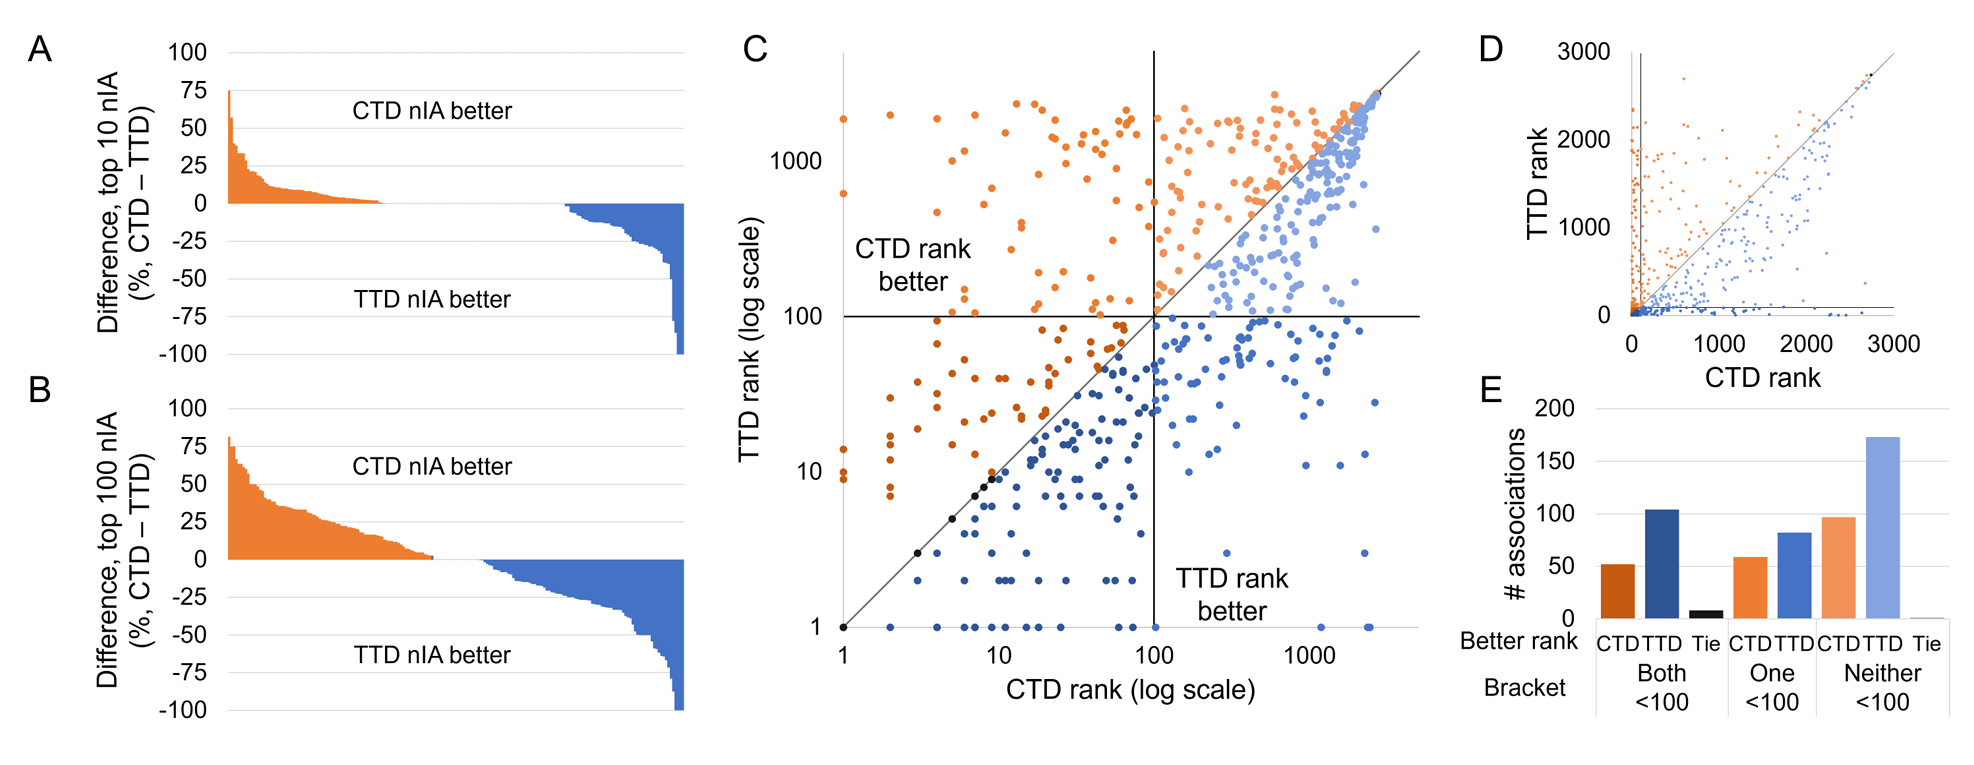 A
Difference, top 10 nIA
(%, CTD – TTD)
100
75
50
25
0
-25
-50
-75
-100
CTD nIA better
TTD nIA better
B
Difference, top 100 nIA
(%, CTD – TTD)
100
75
50
25
0
-25
-50
-75
-100
CTD nIA better
TTD nIA better
C
TTD rank (log scale)
1000
100
10
1
CTD rank
better
TTD rank
better
1 10 100 1000
CTD rank (log scale)
D
TTD rank
3000
2000
1000
0
0 1000 2000 3000
CTD rank
E
# associations
200
150
100
50
0
Better rank CTD TTD Tie CTD TTD CTD TTD Tie
Bracket Both One Neither
<100 <100 <100